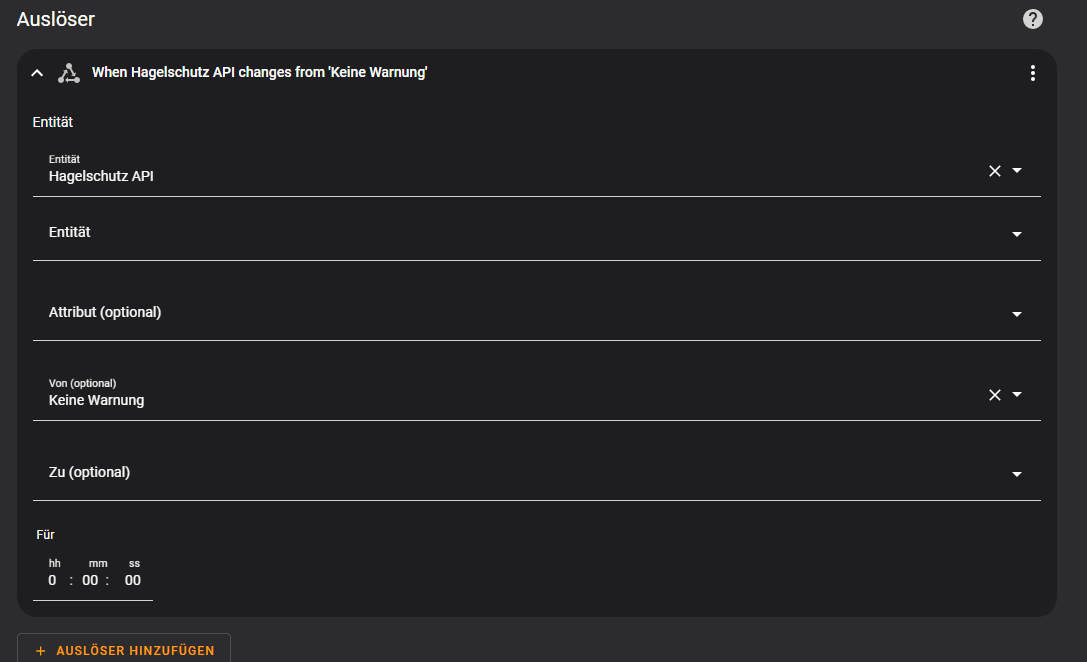 Auslöser
?
When Hagelschutz API changes from 'Keine Warnung'
Entität
Entität
Hagelschutz API
Entität
Attribut (optional)
Von (optional)
Keine Warnung
Zu (optional)
Für
hh mm ss
0 : 00 : 00
+ AUSLÖSER HINZUFÜGEN